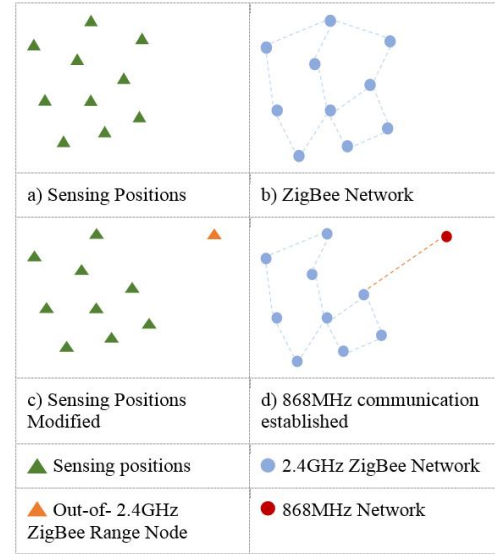 a) Sensing Positions
b) ZigBee Network
c) Sensing Positions
Modified
d) 868MHz communication
established
Sensing positions
2.4GHz ZigBee Network
Out-of- 2.4GHz
ZigBee Range Node
868MHz Network